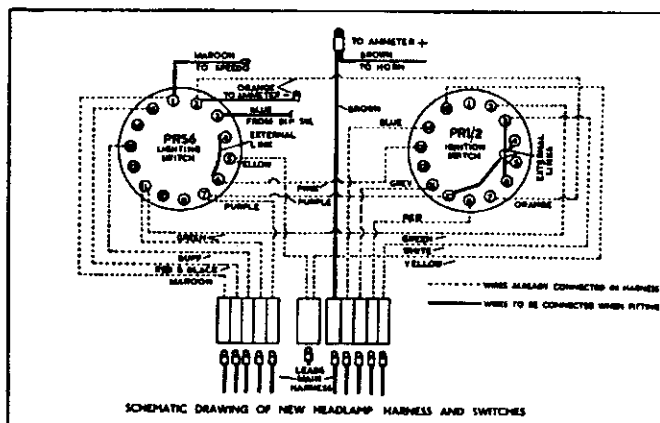 TO AMMETER +
BROWN
TO HORN
MAROON
TO SPEEDO
ORANGE
TO AMMETER
BLUE
FROM DIP SW.
EXTERNAL
LINK
YELLOW
PRS6
LIGHTING
SWITCH
BROWN
BLUE
PR1/2
IGNITION
SWITCH
EXTERNAL
LINKS
PINK
GREY
PURPLE
PURPLE
ORANGE
RED
GREEN
GREEN
WHITE
BUFF
YELLOW
RED & BLACK
MAROON
WIRES ALREADY CONNECTED IN HARNESS
WIRES TO BE CONNECTED WHEN FITTING
LEADS
MAIN
HARNESS
SCHEMATIC DRAWING OF NEW HEADLAMP HARNESS AND SWITCHES